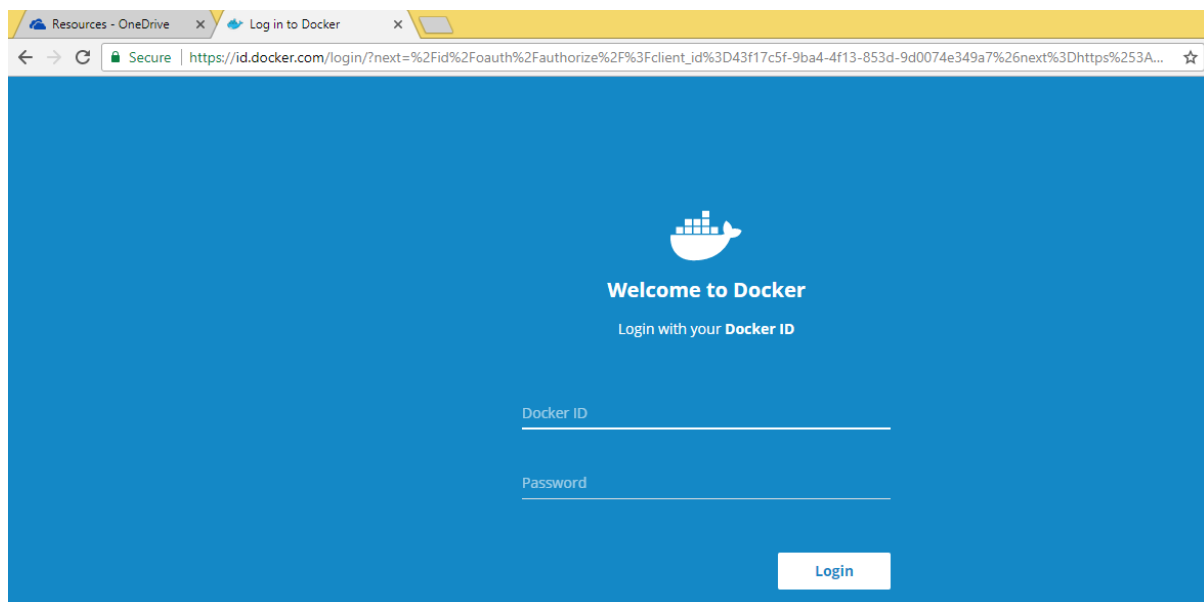 Resources - OneDrive
Log in to Docker
Secure | https://id.docker.com/login/?next=%2Fid%2Foauth%2Fauthorize%2F%3Fclient_id%3D43f17c5f-9ba4-4f13-853d-9d0074e349a7%26next%3Dhttps%253A...
Welcome to Docker
Login with your Docker ID
Docker ID
Password
Login